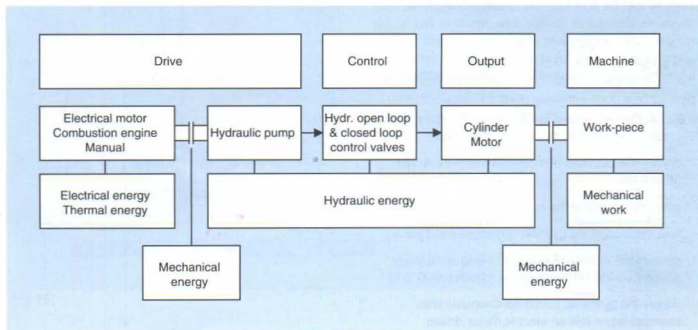 Drive
Control
Output
Machine
Electrical motor
Combustion engine
Manual
Hydraulic pump
Hydr. open loop
& closed loop
control valves
Cylinder
Motor
Work-piece
Electrical energy
Thermal energy
Hydraulic energy
Mechanical
work
Mechanical
energy
Mechanical
energy